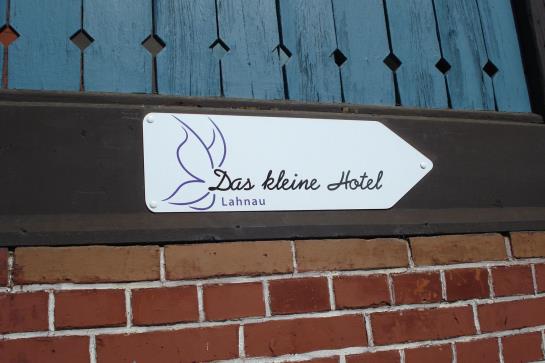 Das kleine Hotel
Lahnau